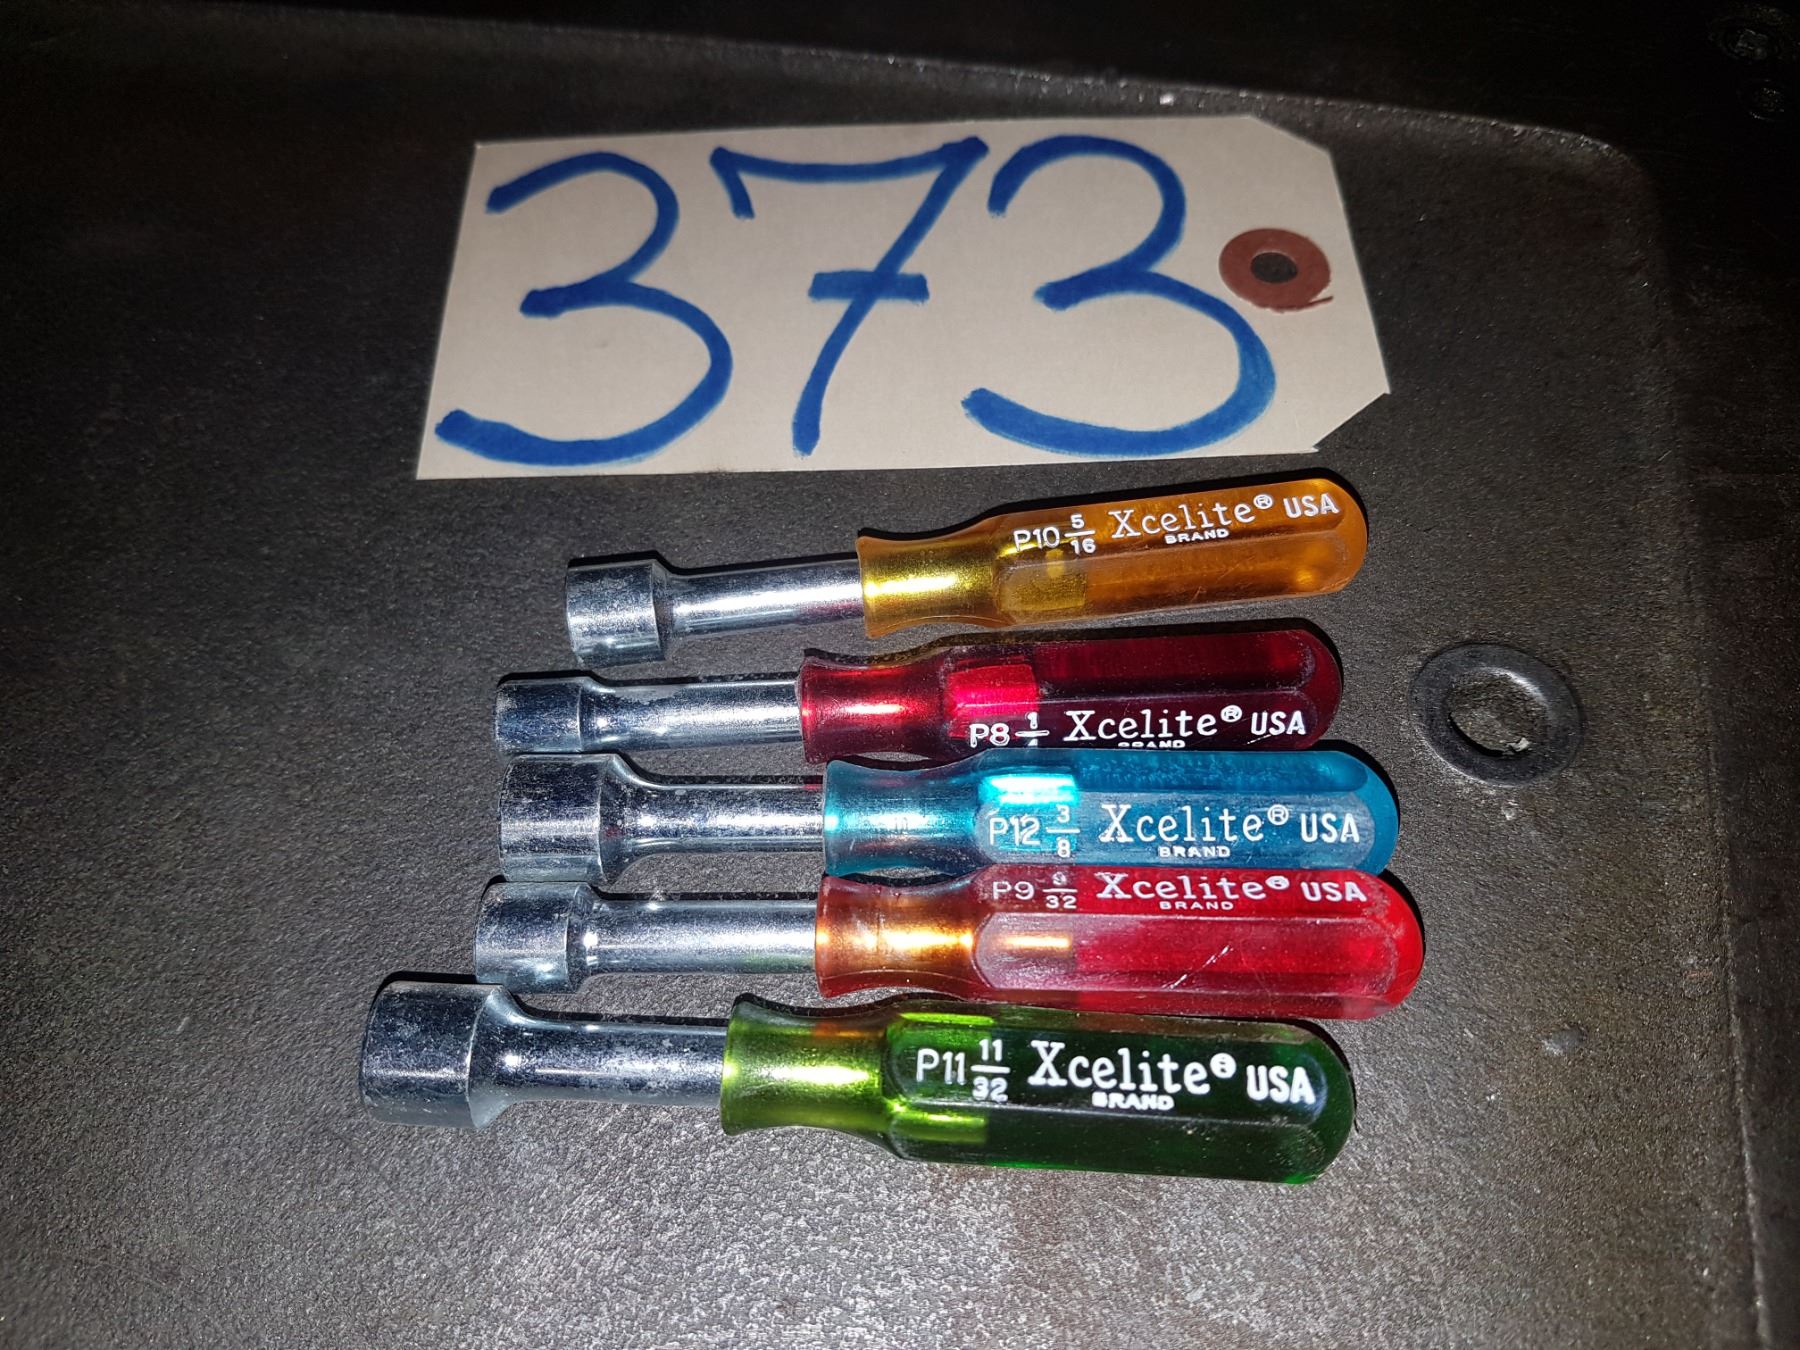 373
P10 5/16 Xcelite® USA
BRAND
P8 1/4 Xcelite® USA
BRAND
P12 3/8 Xcelite® USA
BRAND
P9 9/32 Xcelite® USA
BRAND
P11 11/32 Xcelite® USA
BRAND